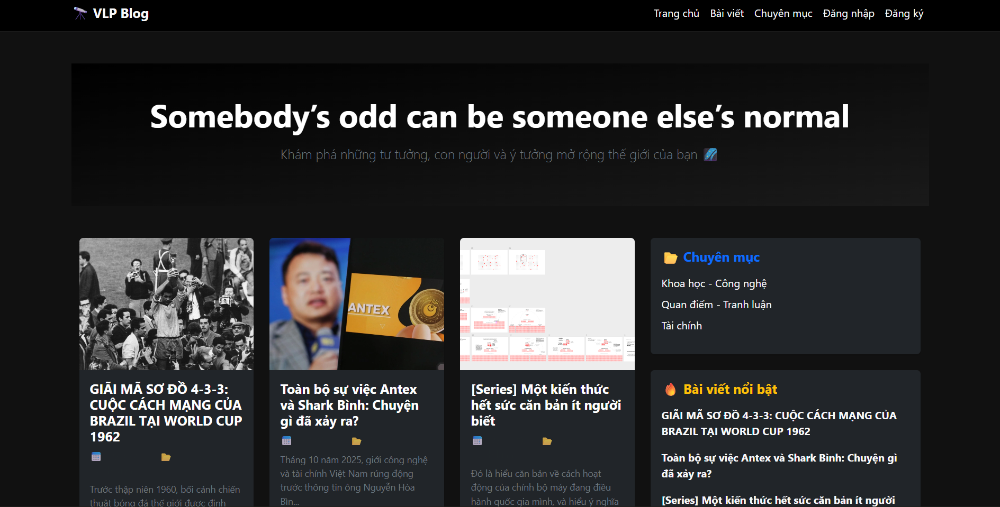 VLP Blog
Trang chủ Bài viết Chuyên mục Đăng nhập Đăng ký
Somebody’s odd can be someone else’s normal
Khám phá những tư tưởng, con người và ý tưởng mở rộng thế giới của bạn
ANTEX
GIÃI MÃ SƠ ĐỒ 4-3-3:
CUỘC CÁCH MẠNG CỦA
BRAZIL TẠI WORLD CUP
1962
Trước thập niên 1960, bối cảnh chiến
thuật bóng đá thế giới được định
Toàn bộ sự việc Antex
và Shark Bình: Chuyện
gì đã xảy ra?
Tháng 10 năm 2025, giới công nghệ
và tài chính Việt Nam rúng động
trước thông tin ông Nguyễn Hòa
Bìn...
[Series] Một kiến thức
hết sức căn bản ít người
biết
Đó là hiểu căn bản về cách hoạt
động của chính bộ máy đang điều
hành quốc gia mình, và hiểu ý nghĩa
Chuyên mục
Khoa học - Công nghệ
Quan điểm - Tranh luận
Tài chính
Bài viết nổi bật
GIÃI MÃ SƠ ĐỒ 4-3-3: CUỘC CÁCH MẠNG CỦA
BRAZIL TẠI WORLD CUP 1962
Toàn bộ sự việc Antex và Shark Bình: Chuyện gì
đã xảy ra?
[Series] Một kiến thức hết sức căn bản ít người